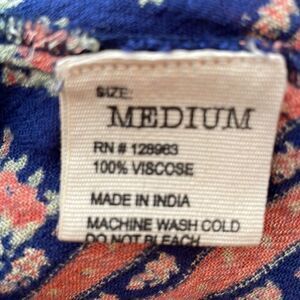 SIZE:
MEDIUM
RN # 128963
100% VISCOSE
MADE IN INDIA
MACHINE WASH COLD
DO NOT BLEACH